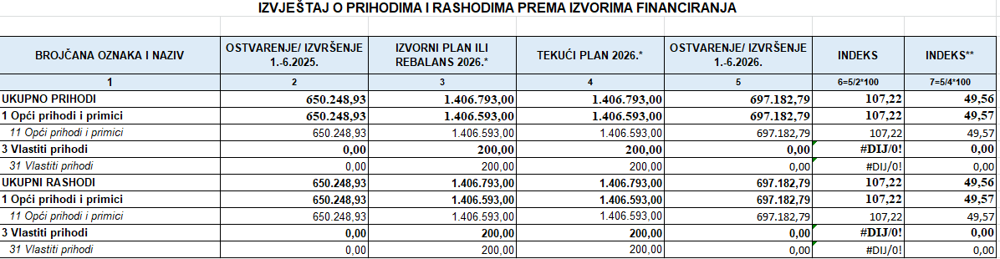 IZVJEŠTAJ O PRIHODIMA I RASHODIMA PREMA IZVORIMA FINANCIRANJA
BROJČANA OZNAKA I NAZIV OSTVARENJE/ IZVRŠENJE 1.-6.2025. IZVORNI PLAN ILI REBALANS 2026.* TEKUĆI PLAN 2026.* OSTVARENJE/ IZVRŠENJE 1.-6.2026. INDEKS INDEKS**
1 2 3 4 5 6=5/2*100 7=5/4*100
UKUPNO PRIHODI 650.248,93 1.406.793,00 1.406.793,00 697.182,79 107,22 49,56
1 Opći prihodi i primici 650.248,93 1.406.593,00 1.406.593,00 697.182,79 107,22 49,57
11 Opći prihodi i primici 650.248,93 1.406.593,00 1.406.593,00 697.182,79 107,22 49,57
3 Vlastiti prihodi 0,00 200,00 200,00 0,00 #DIJ/0! 0,00
31 Vlastiti prihodi 0,00 200,00 200,00 0,00 #DIJ/0! 0,00
UKUPNI RASHODI 650.248,93 1.406.793,00 1.406.793,00 697.182,79 107,22 49,56
1 Opći prihodi i primici 650.248,93 1.406.593,00 1.406.593,00 697.182,79 107,22 49,57
11 Opći prihodi i primici 650.248,93 1.406.593,00 1.406.593,00 697.182,79 107,22 49,57
3 Vlastiti prihodi 0,00 200,00 200,00 0,00 #DIJ/0! 0,00
31 Vlastiti prihodi 0,00 200,00 200,00 0,00 #DIJ/0! 0,00